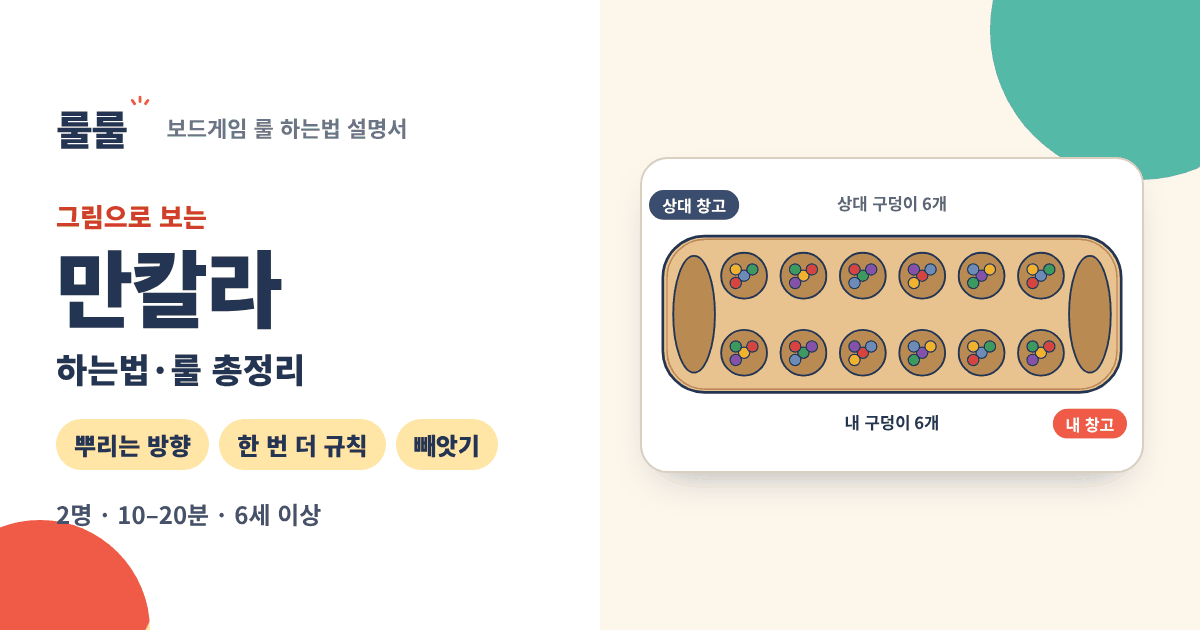 룰룰
보드게임 룰 하는법 설명서
그림으로 보는
만칼라
하는법·룰 총정리
뿌리는 방향
한 번 더 규칙
빼앗기
2명 · 10–20분 · 6세 이상
상대 창고
상대 구덩이 6개
내 구덩이 6개
내 창고